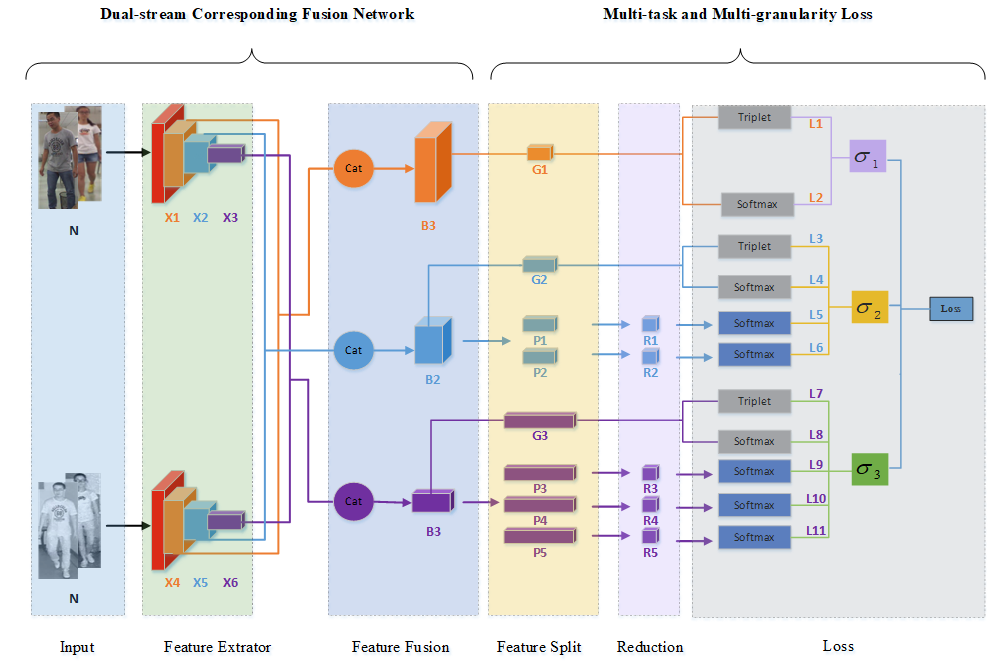 Dual-stream Corresponding Fusion Network
Multi-task and Multi-granularity Loss
N
X1 X2 X3
Cat
B3
G1
Triplet
L1
Softmax
L2
σ1
G2
Triplet
L3
Softmax
L4
Cat
B2
P1
R1
Softmax
L5
P2
R2
Softmax
L6
σ2
Loss
G3
Triplet
L7
Softmax
L8
Cat
B3
P3
R3
Softmax
L9
P4
R4
Softmax
L10
P5
R5
Softmax
L11
σ3
X4 X5 X6
N
Input
Feature Extrator
Feature Fusion
Feature Split
Reduction
Loss